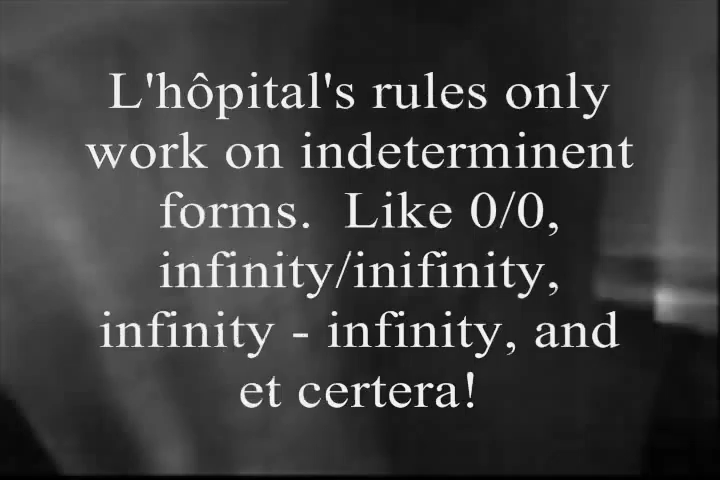 L'hôpital's rules only
work on indeterminent
forms.  Like 0/0,
infinity/inifinity,
infinity - infinity, and
et certera!